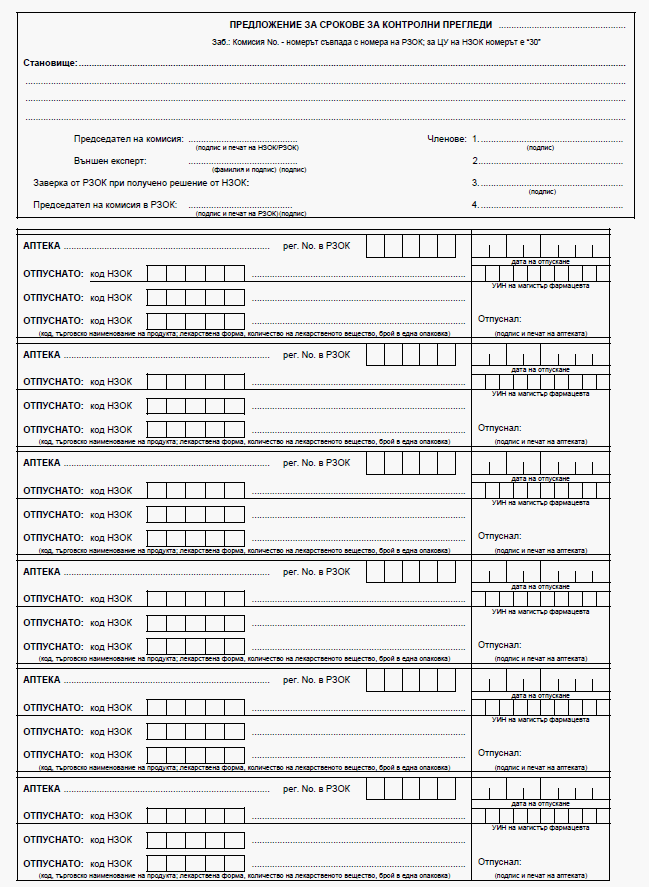 ПРЕДЛОЖЕНИЕ ЗА СРОКОВЕ ЗА КОНТРОЛНИ ПРЕГЛЕДИ
Заб.: Комисия No. - номерът съвпада с номера на РЗОК; за ЦУ на НЗОК номерът е "30"
Становище:
Председател на комисия: Членове: 1.
(подпис и печат на НЗОК/РЗОК) (подпис)
Външен експерт: 2.
(фамилия и подпис) (подпис)
Заверка от РЗОК при получено решение от НЗОК: 3.
(подпис)
Председател на комисия в РЗОК: 4.
(подпис и печат на РЗОК) (подпис)
АПТЕКА рег. No. в РЗОК
дата на отпускане
ОТПУСНАТО: код НЗОК
УИН на магистър фармацевта
ОТПУСНАТО: код НЗОК
ОТПУСНАТО: код НЗОК Отпуснал:
(код, търговско наименование на продукта; лекарствена форма, количество на лекарственото вещество, брой в една опаковка) (подпис и печат на аптеката)
АПТЕКА рег. No. в РЗОК
дата на отпускане
ОТПУСНАТО: код НЗОК
УИН на магистър фармацевта
ОТПУСНАТО: код НЗОК
ОТПУСНАТО: код НЗОК Отпуснал:
(код, търговско наименование на продукта; лекарствена форма, количество на лекарственото вещество, брой в една опаковка) (подпис и печат на аптеката)
АПТЕКА рег. No. в РЗОК
дата на отпускане
ОТПУСНАТО: код НЗОК
УИН на магистър фармацевта
ОТПУСНАТО: код НЗОК
ОТПУСНАТО: код НЗОК Отпуснал:
(код, търговско наименование на продукта; лекарствена форма, количество на лекарственото вещество, брой в една опаковка) (подпис и печат на аптеката)
АПТЕКА рег. No. в РЗОК
дата на отпускане
ОТПУСНАТО: код НЗОК
УИН на магистър фармацевта
ОТПУСНАТО: код НЗОК
ОТПУСНАТО: код НЗОК Отпуснал:
(код, търговско наименование на продукта; лекарствена форма, количество на лекарственото вещество, брой в една опаковка) (подпис и печат на аптеката)
АПТЕКА рег. No. в РЗОК
дата на отпускане
ОТПУСНАТО: код НЗОК
УИН на магистър фармацевта
ОТПУСНАТО: код НЗОК
ОТПУСНАТО: код НЗОК Отпуснал:
(код, търговско наименование на продукта; лекарствена форма, количество на лекарственото вещество, брой в една опаковка) (подпис и печат на аптеката)
АПТЕКА рег. No. в РЗОК
дата на отпускане
ОТПУСНАТО: код НЗОК
УИН на магистър фармацевта
ОТПУСНАТО: код НЗОК
ОТПУСНАТО: код НЗОК Отпуснал:
(код, търговско наименование на продукта; лекарствена форма, количество на лекарственото вещество, брой в една опаковка) (подпис и печат на аптеката)